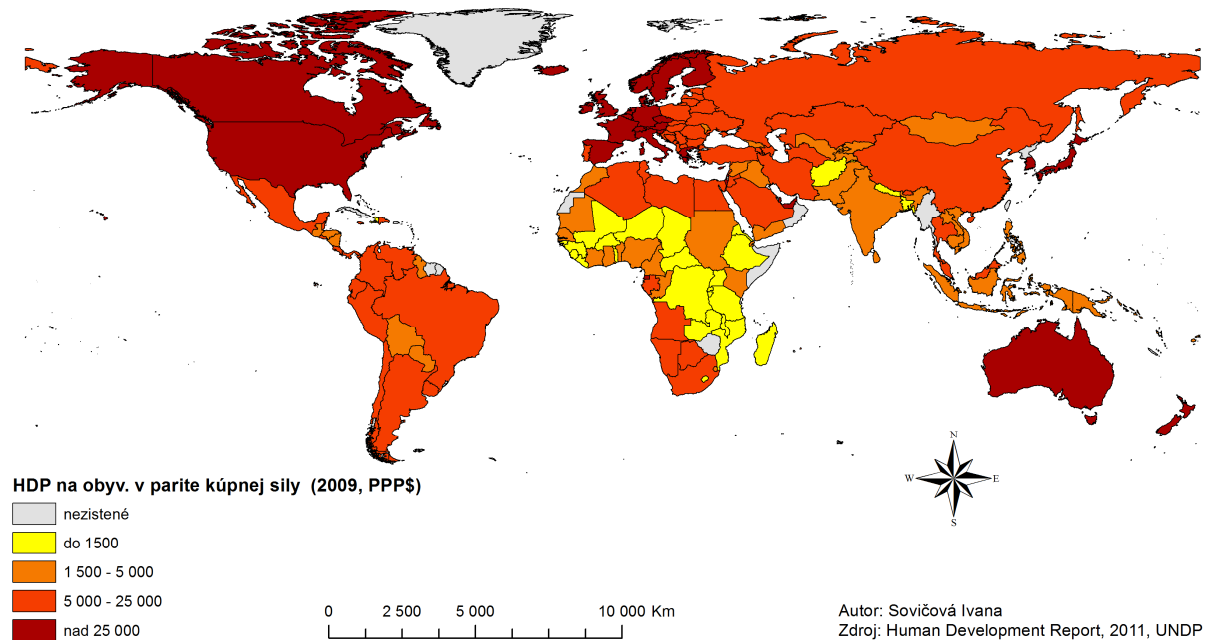 N
W E
S
HDP na obyv. v parite kúpnej sily (2009, PPP$)
nezistené
do 1500
1 500 - 5 000
5 000 - 25 000
nad 25 000
0 2 500 5 000 10 000 Km
Autor: Sovičová Ivana
Zdroj: Human Development Report, 2011, UNDP